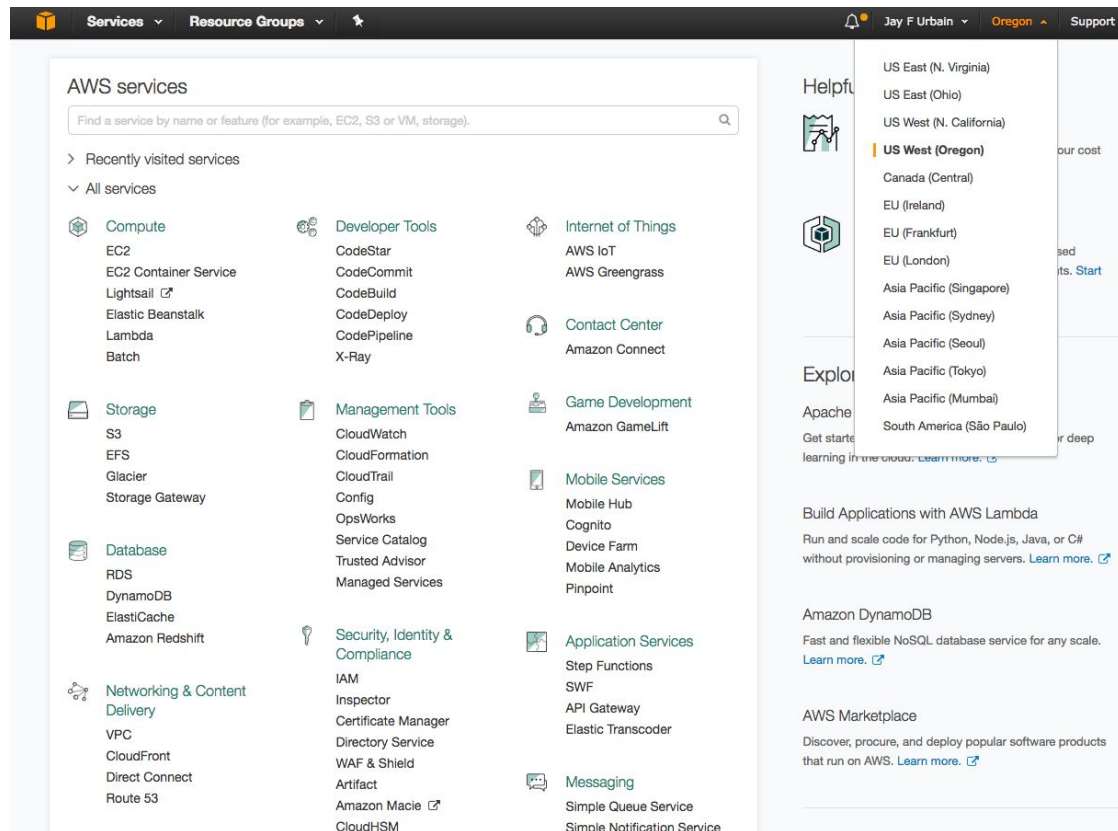 Services Resource Groups Jay F Urbain Oregon Support
AWS services
Find a service by name or feature (for example, EC2, S3 or VM, storage).
Recently visited services
All services
Compute
EC2
EC2 Container Service
Lightsail
Elastic Beanstalk
Lambda
Batch
Storage
S3
EFS
Glacier
Storage Gateway
Database
RDS
DynamoDB
ElastiCache
Amazon Redshift
Networking & Content
Delivery
VPC
CloudFront
Direct Connect
Route 53
Developer Tools
CodeStar
CodeCommit
CodeBuild
CodeDeploy
CodePipeline
X-Ray
Management Tools
CloudWatch
CloudFormation
CloudTrail
Config
OpsWorks
Service Catalog
Trusted Advisor
Managed Services
Security, Identity &
Compliance
IAM
Inspector
Certificate Manager
Directory Service
WAF & Shield
Artifact
Amazon Macie
CloudHSM
Internet of Things
AWS IoT
AWS Greengrass
Contact Center
Amazon Connect
Game Development
Amazon GameLift
Mobile Services
Mobile Hub
Cognito
Device Farm
Mobile Analytics
Pinpoint
Application Services
Step Functions
SWF
API Gateway
Elastic Transcoder
Messaging
Simple Queue Service
Simple Notification Service
US East (N. Virginia)
US East (Ohio)
US West (N. California)
US West (Oregon)
Canada (Central)
EU (Ireland)
EU (Frankfurt)
EU (London)
Asia Pacific (Singapore)
Asia Pacific (Sydney)
Asia Pacific (Seoul)
Asia Pacific (Tokyo)
Asia Pacific (Mumbai)
South America (São Paulo)
Helpfu
our cost
Start
Explor
Apache
Get starte r deep
learning in the cloud. Learn more.
Build Applications with AWS Lambda
Run and scale code for Python, Node.js, Java, or C#
without provisioning or managing servers. Learn more.
Amazon DynamoDB
Fast and flexible NoSQL database service for any scale.
Learn more.
AWS Marketplace
Discover, procure, and deploy popular software products
that run on AWS. Learn more.